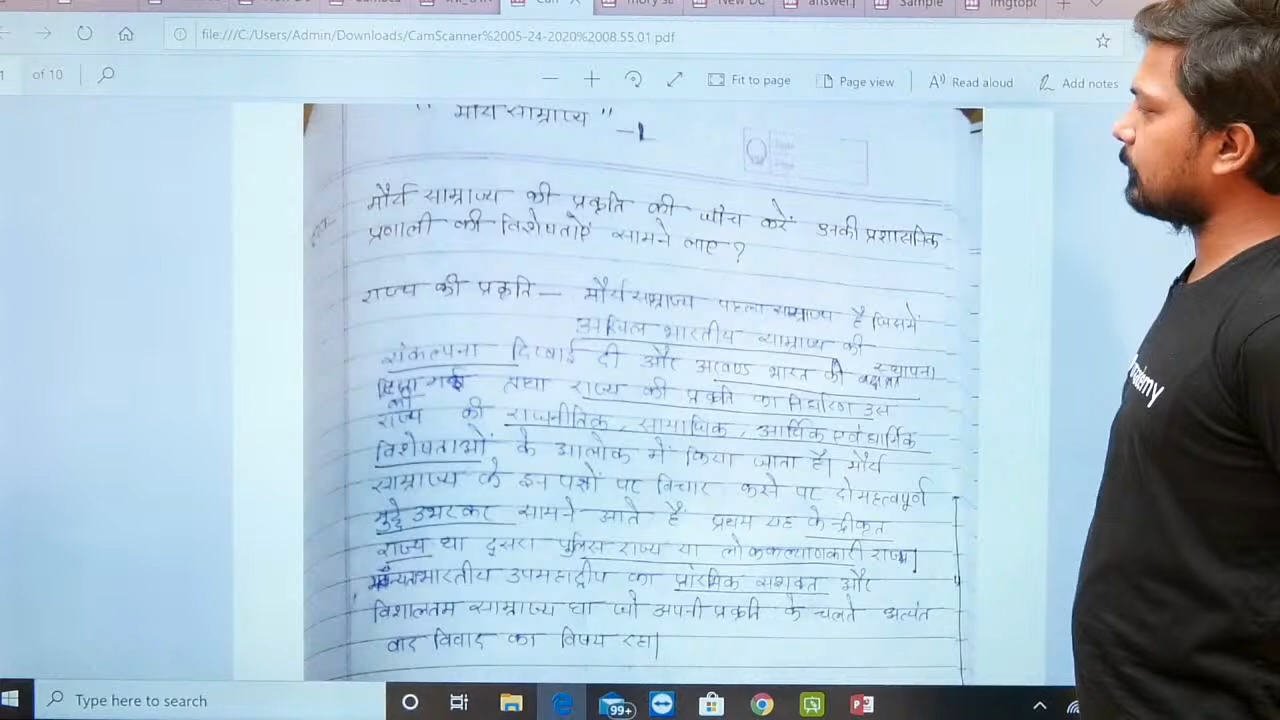 of 10
file:///C:/Users/Admin/Downloads/CamScanner%2005-24-2020%2008.55.01.pdf
Fit to page
Page view
Read aloud
Add notes
" मौर्य साम्राज्य " -1
मौर्य साम्राज्य की प्रकृति की जाँच करें उनकी प्रशासनिक
प्रणाली की विशेषताएँ सामने लाए ?
राज्य की प्रकृति — मौर्य साम्राज्य पहला साम्राज्य है जिसमें
अखिल भारतीय साम्राज्य की
संकल्पना दिखाई दी और अखण्ड भारत की स्थापना
की गई तथा राज्य की प्रकृति का निर्धारण उस
राज्य की राजनीतिक, सामाजिक, आर्थिक एवं धार्मिक
विशेषताओं के आलोक में किया जाता है। मौर्य
साम्राज्य के इन पक्षों पर विचार करने पर दो महत्वपूर्ण
मुद्दे उभरकर सामने आते हैं प्रथम यह केन्द्रीकृत
राज्य था दुसरा पुलिस राज्य या लोककल्याणकारी राज्य।
भारतीय उपमहाद्वीप का प्रारंभिक सशक्त और
विशालतम साम्राज्य था जो अपनी प्रकृति के चलते अत्यंत
वाद विवाद का विषय रहा।
Type here to search
99+